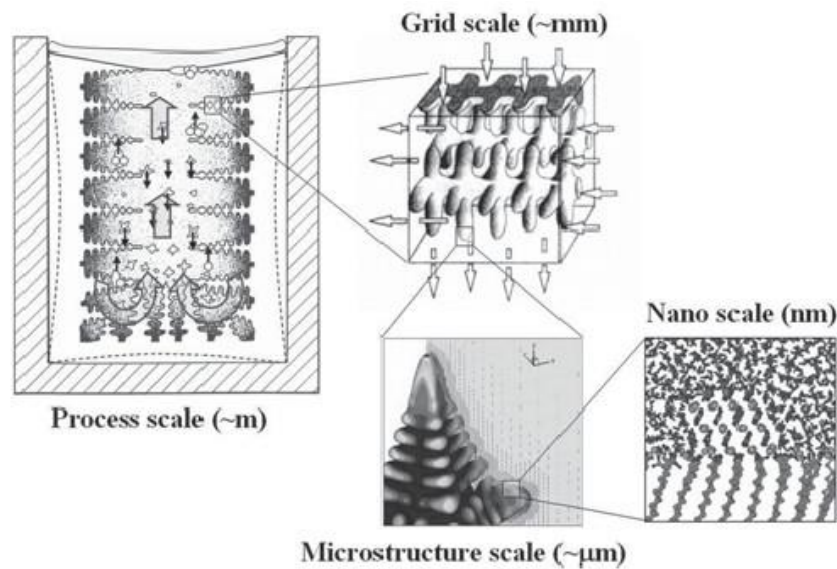 Grid scale (~mm)
Nano scale (nm)
Process scale (~m)
Microstructure scale (~μm)